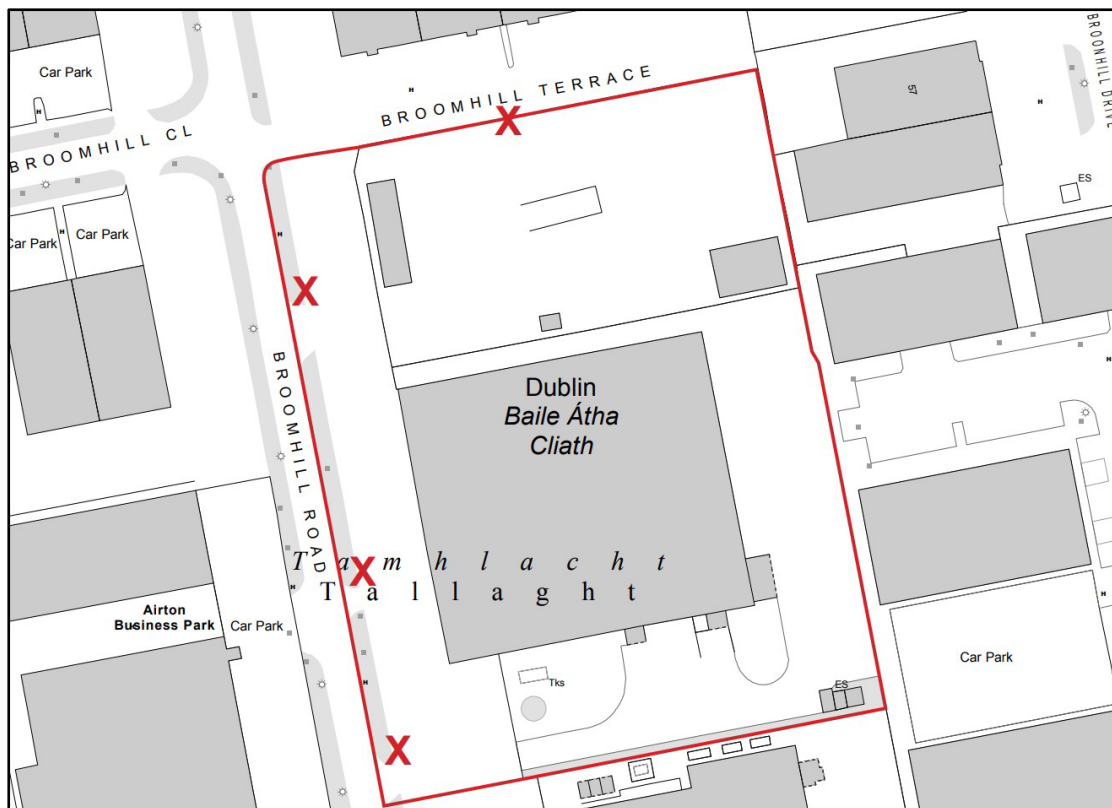 Car Park
BROOMHILL CL
Car Park
Car Park
BROOMHILL TERRACE
X
57
BROONHILL DRIVE
H
H
H
ES
H
X
BROOMHILL ROAD
Dublin
Baile Átha
Cliath
H
X
Tamhlacht
Tallaght
H
H
Airton
Business Park
Car Park
H
Tks
ES
Car Park
X